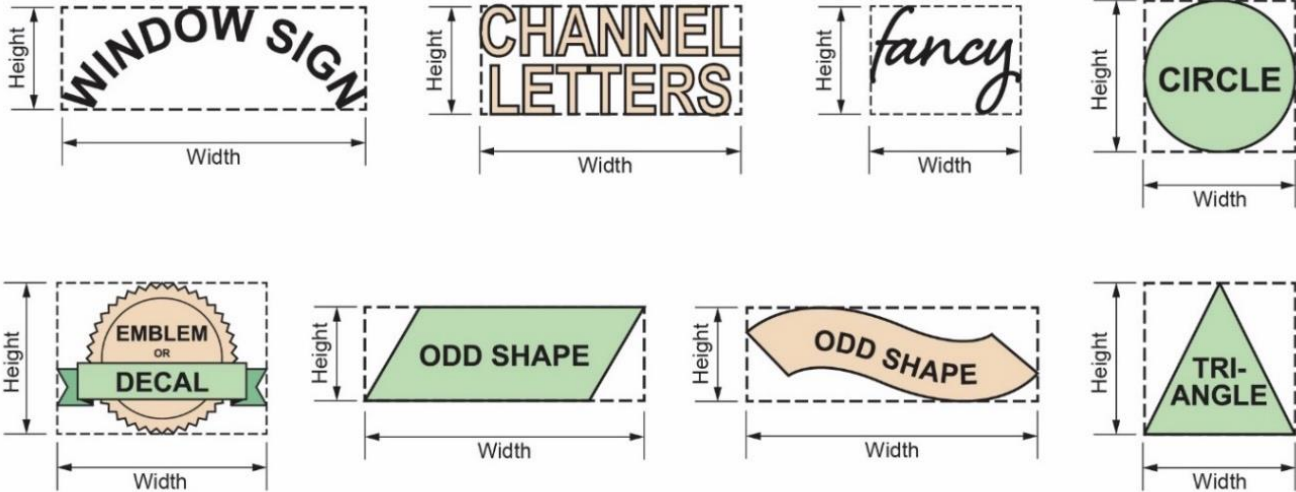 Height
WINDOW SIGN
Width
Height
CHANNEL
LETTERS
Width
Height
fancy
Width
Height
CIRCLE
Width
Height
EMBLEM
OR
DECAL
Width
Height
ODD SHAPE
Width
Height
ODD SHAPE
Width
Height
TRI-
ANGLE
Width